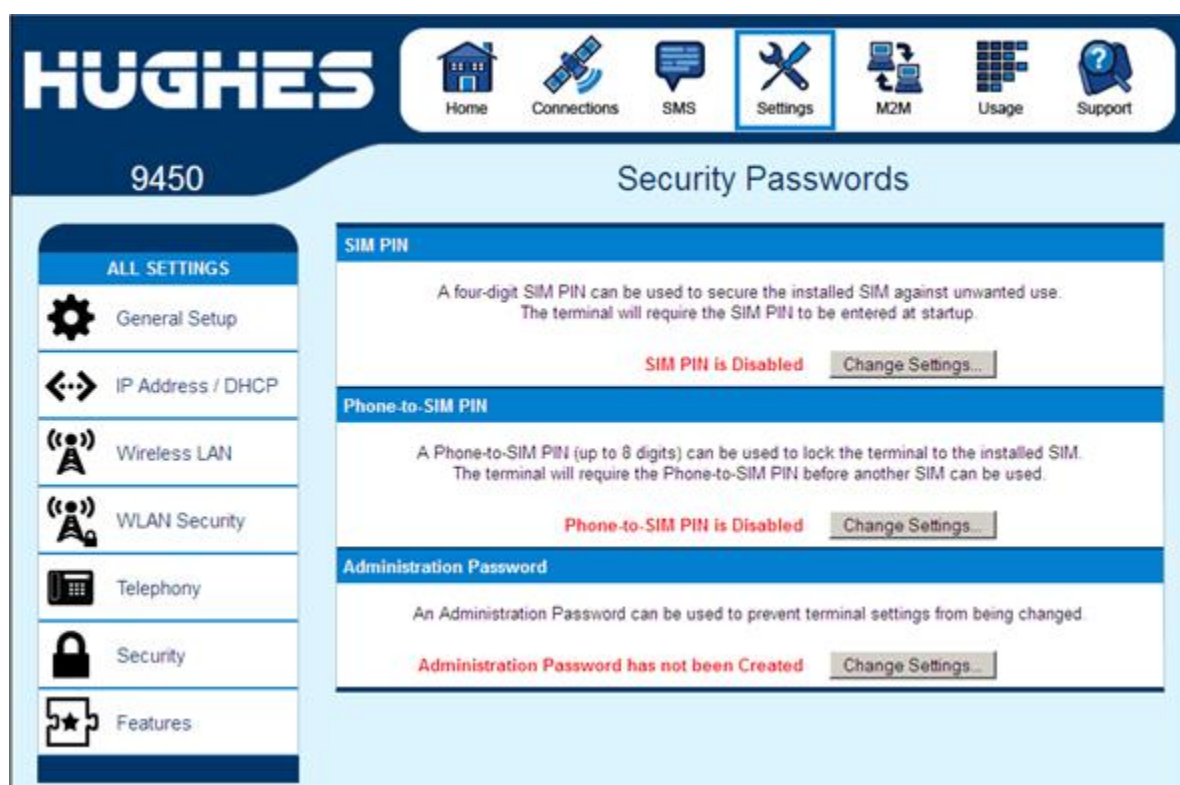 HUGHES
Home
Connections
SMS
Settings
M2M
Usage
Support
9450
Security Passwords
ALL SETTINGS
General Setup
IP Address / DHCP
Wireless LAN
WLAN Security
Telephony
Security
Features
SIM PIN
A four-digit SIM PIN can be used to secure the installed SIM against unwanted use.
The terminal will require the SIM PIN to be entered at startup.
SIM PIN is Disabled
Change Settings...
Phone-to-SIM PIN
A Phone-to-SIM PIN (up to 8 digits) can be used to lock the terminal to the installed SIM.
The terminal will require the Phone-to-SIM PIN before another SIM can be used.
Phone-to-SIM PIN is Disabled
Change Settings...
Administration Password
An Administration Password can be used to prevent terminal settings from being changed.
Administration Password has not been Created
Change Settings...